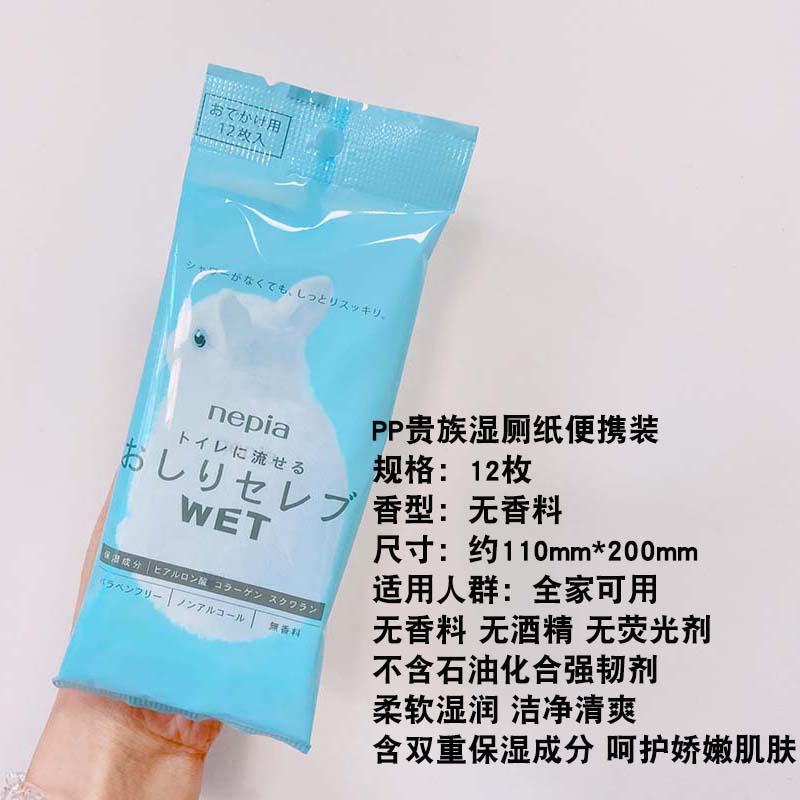 おでかけ用
12枚入
シャワーがなくても、しっとりスッキリ。
nepia
トイレに流せる
おしりセレブ
WET
保湿成分 ヒアルロン酸 コラーゲン スクワラン
パラベンフリー ノンアルコール 無香料
PP贵族湿厕纸便携装
规格：12枚
香型：无香料
尺寸：约110mm*200mm
适用人群：全家可用
无香料 无酒精 无荧光剂
不含石油化合强韧剂
柔软湿润 洁净清爽
含双重保湿成分 呵护娇嫩肌肤